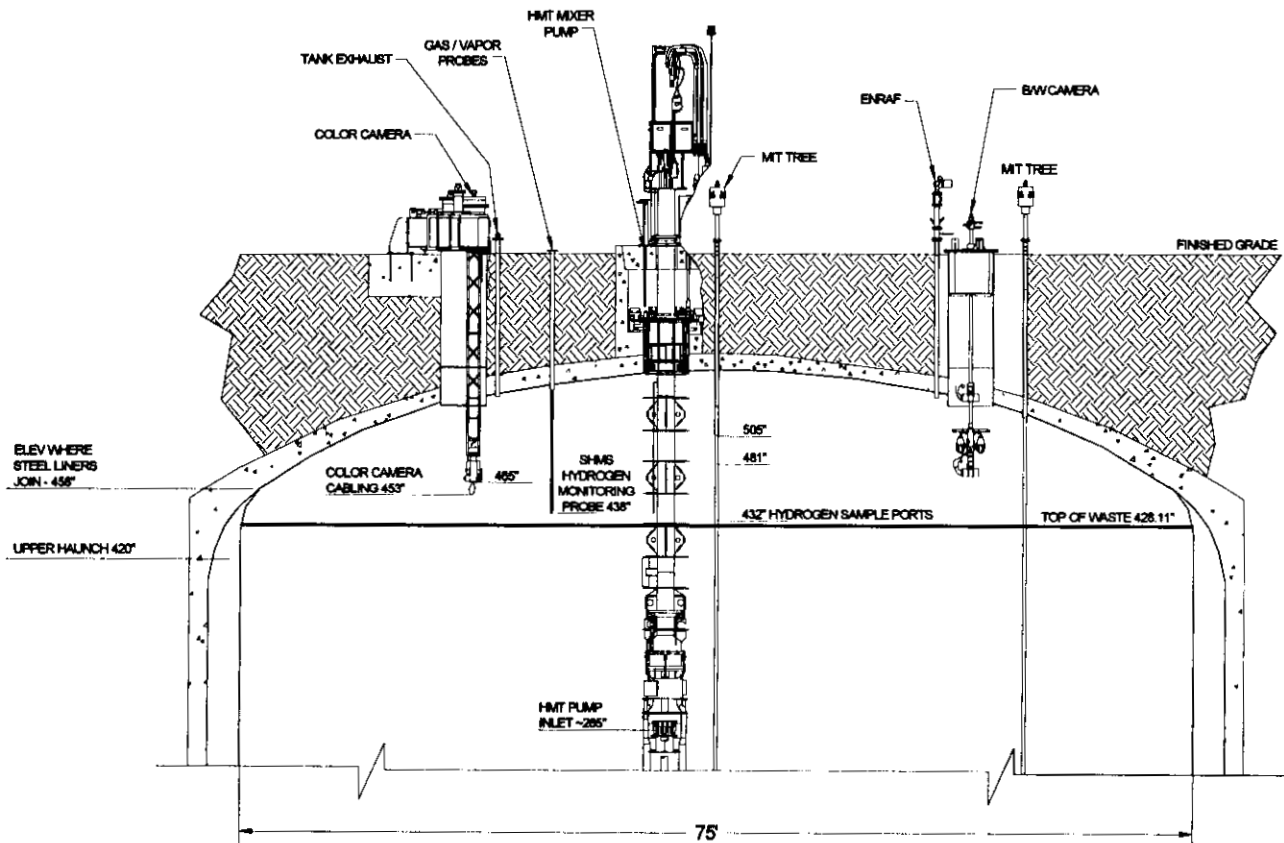 HMT MIXER
PUMP
GAS / VAPOR
PROBES
TANK EXHAUST
COLOR CAMERA
ENRAF
B/W CAMERA
MIT TREE
MIT TREE
FINISHED GRADE
505"
481"
ELEV WHERE
STEEL LINERS
JOIN - 458"
COLOR CAMERA
CABLING 453"
465"
SHMS
HYDROGEN
MONITORING
PROBE 438"
432" HYDROGEN SAMPLE PORTS
TOP OF WASTE 428.11"
UPPER HAUNCH 420"
HMT PUMP
INLET ~285"
75'